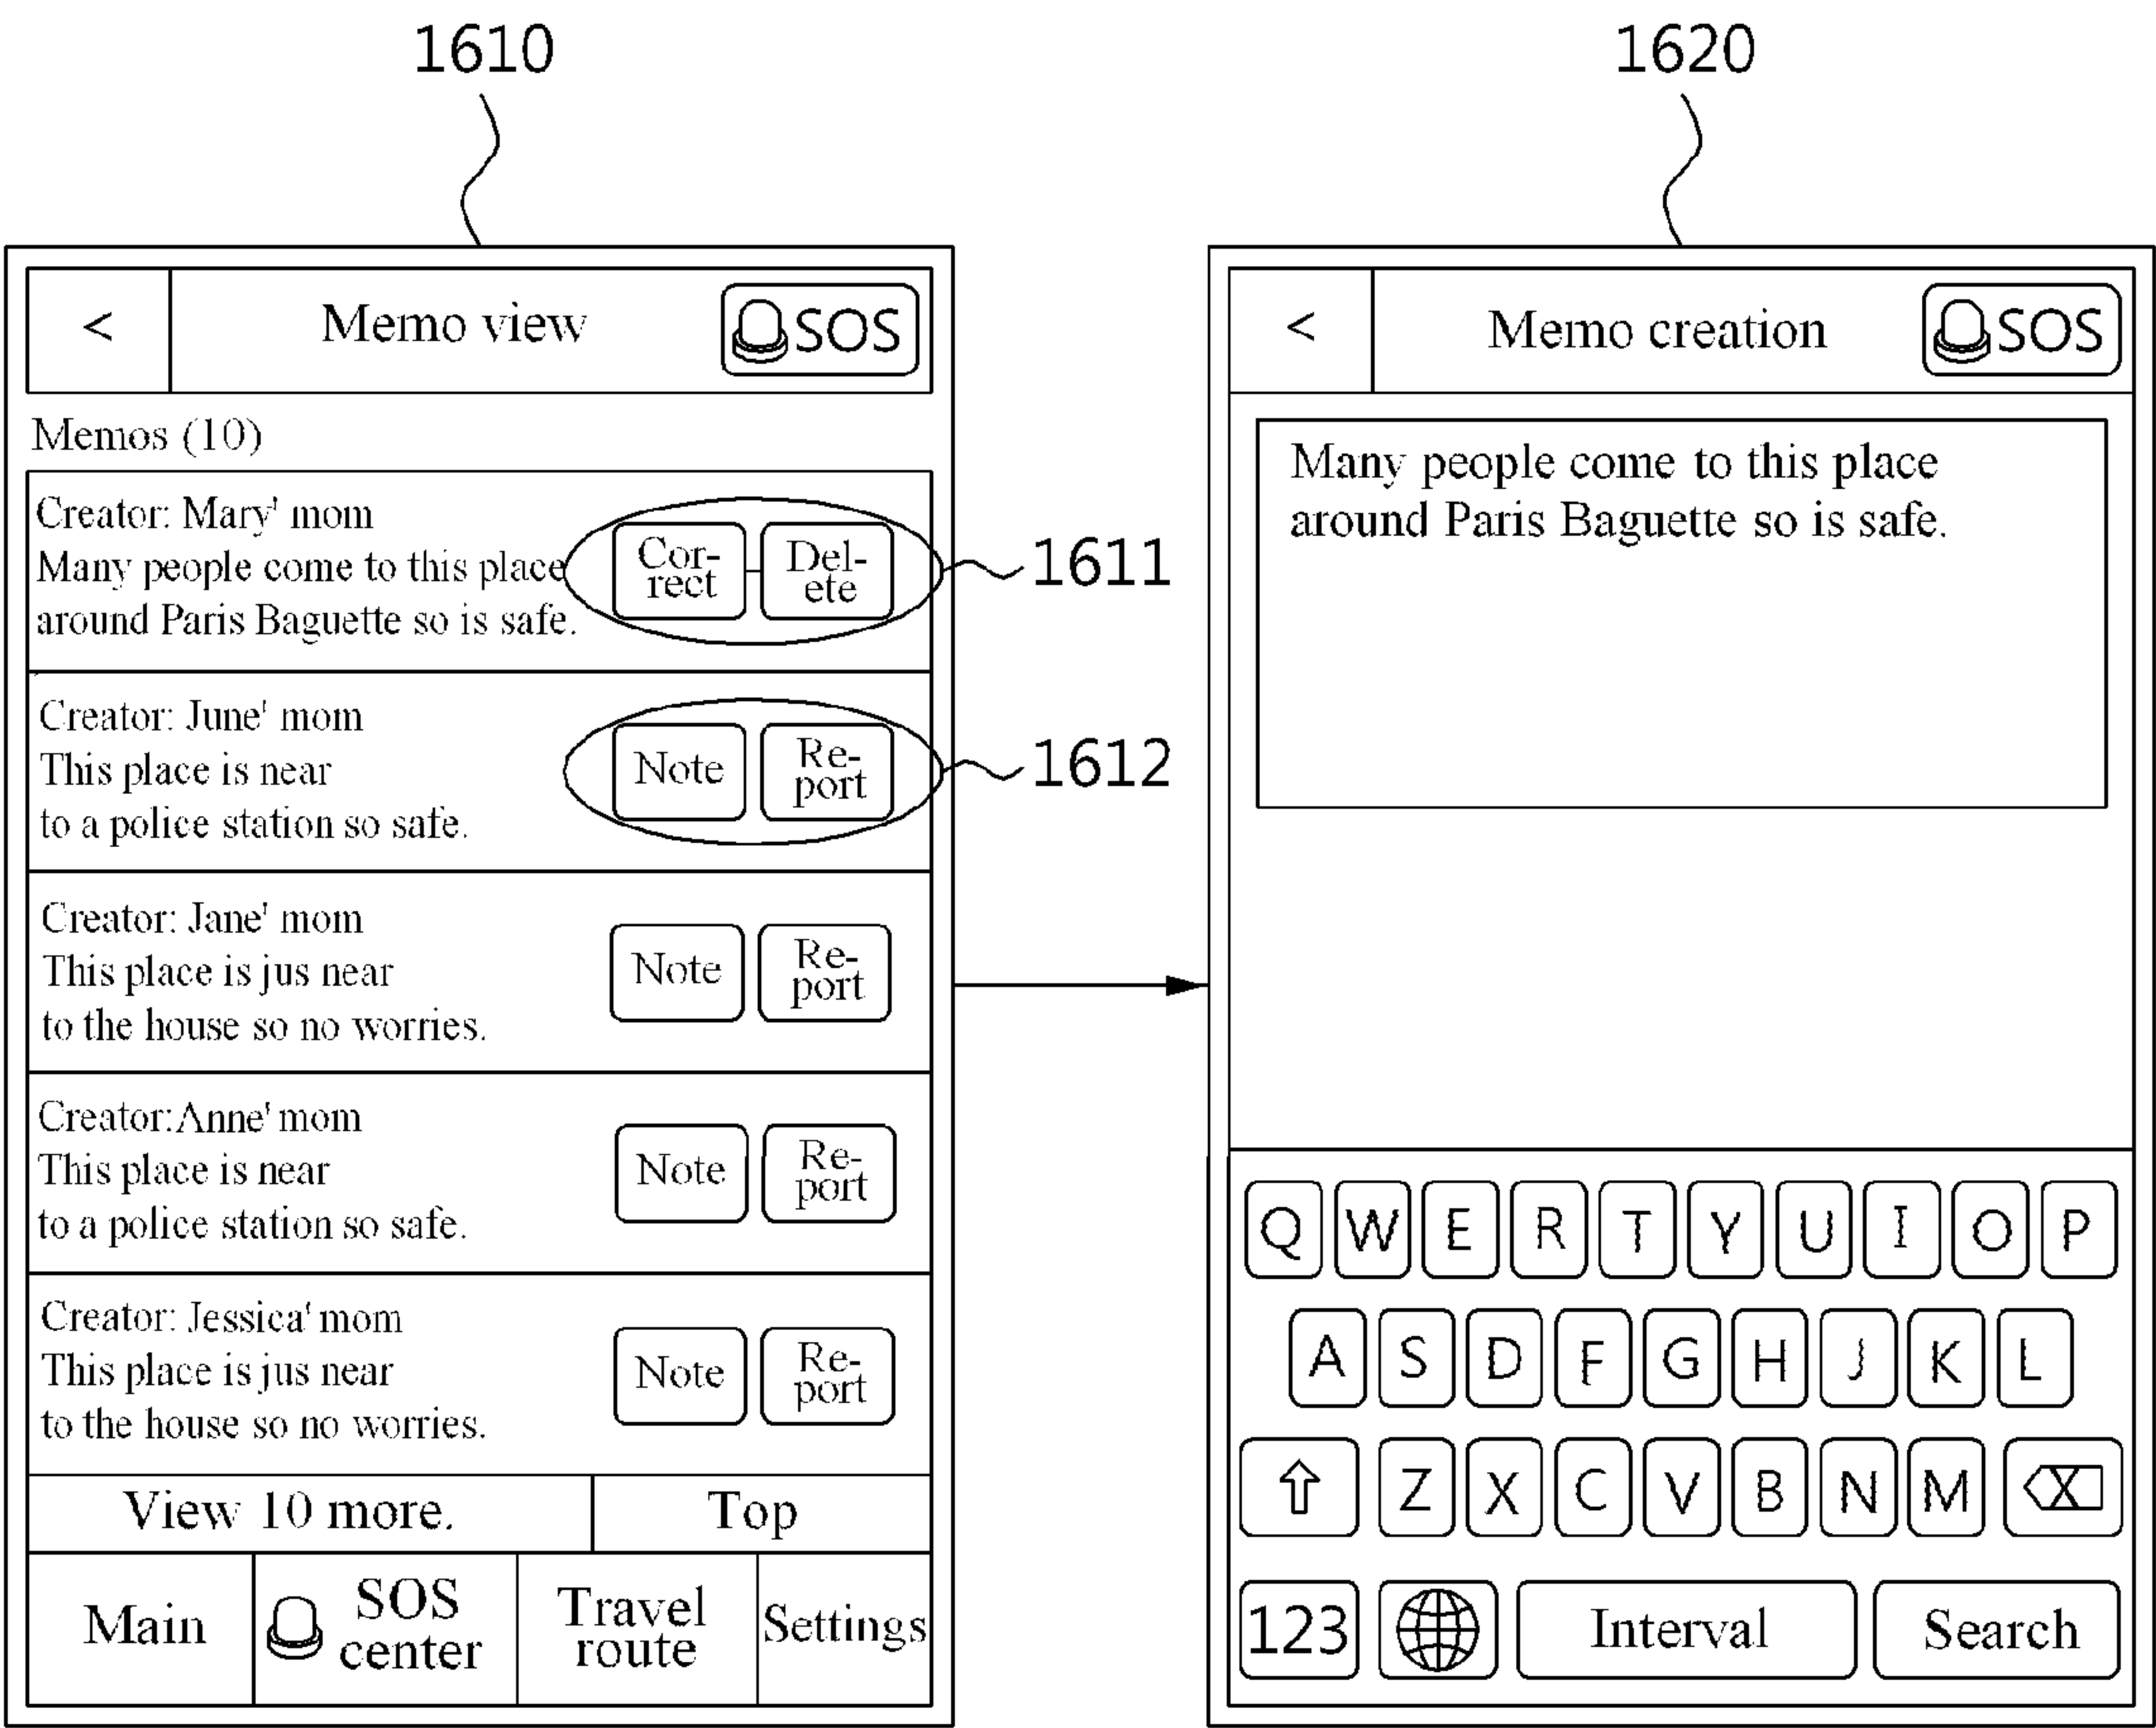 1610
1620
< Memo view SOS
Memos (10)
Creator: Mary' mom
Many people come to this place
around Paris Baguette so is safe.
Cor-
rect
Del-
ete
1611
Creator: June' mom
This place is near
to a police station so safe.
Note
Re-
port
1612
Creator: Jane' mom
This place is jus near
to the house so no worries.
Note
Re-
port
Creator:Anne' mom
This place is near
to a police station so safe.
Note
Re-
port
Creator: Jessica' mom
This place is jus near
to the house so no worries.
Note
Re-
port
View 10 more. Top
Main
SOS
center
Travel
route
Settings
< Memo creation SOS
Many people come to this place
around Paris Baguette so is safe.
Q W E R T Y U I O P
A S D F G H J K L
Z X C V B N M X
123 Interval Search